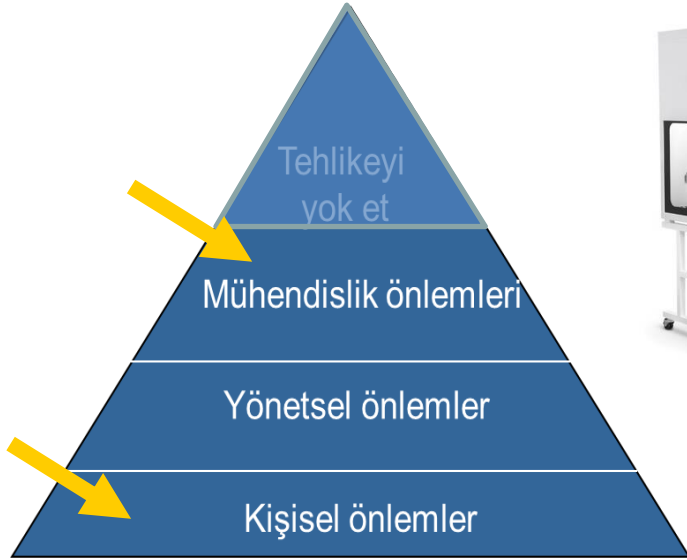 Tehlikeyi
yok et
Mühendislik önlemleri
Yönetsel önlemler
Kişisel önlemler